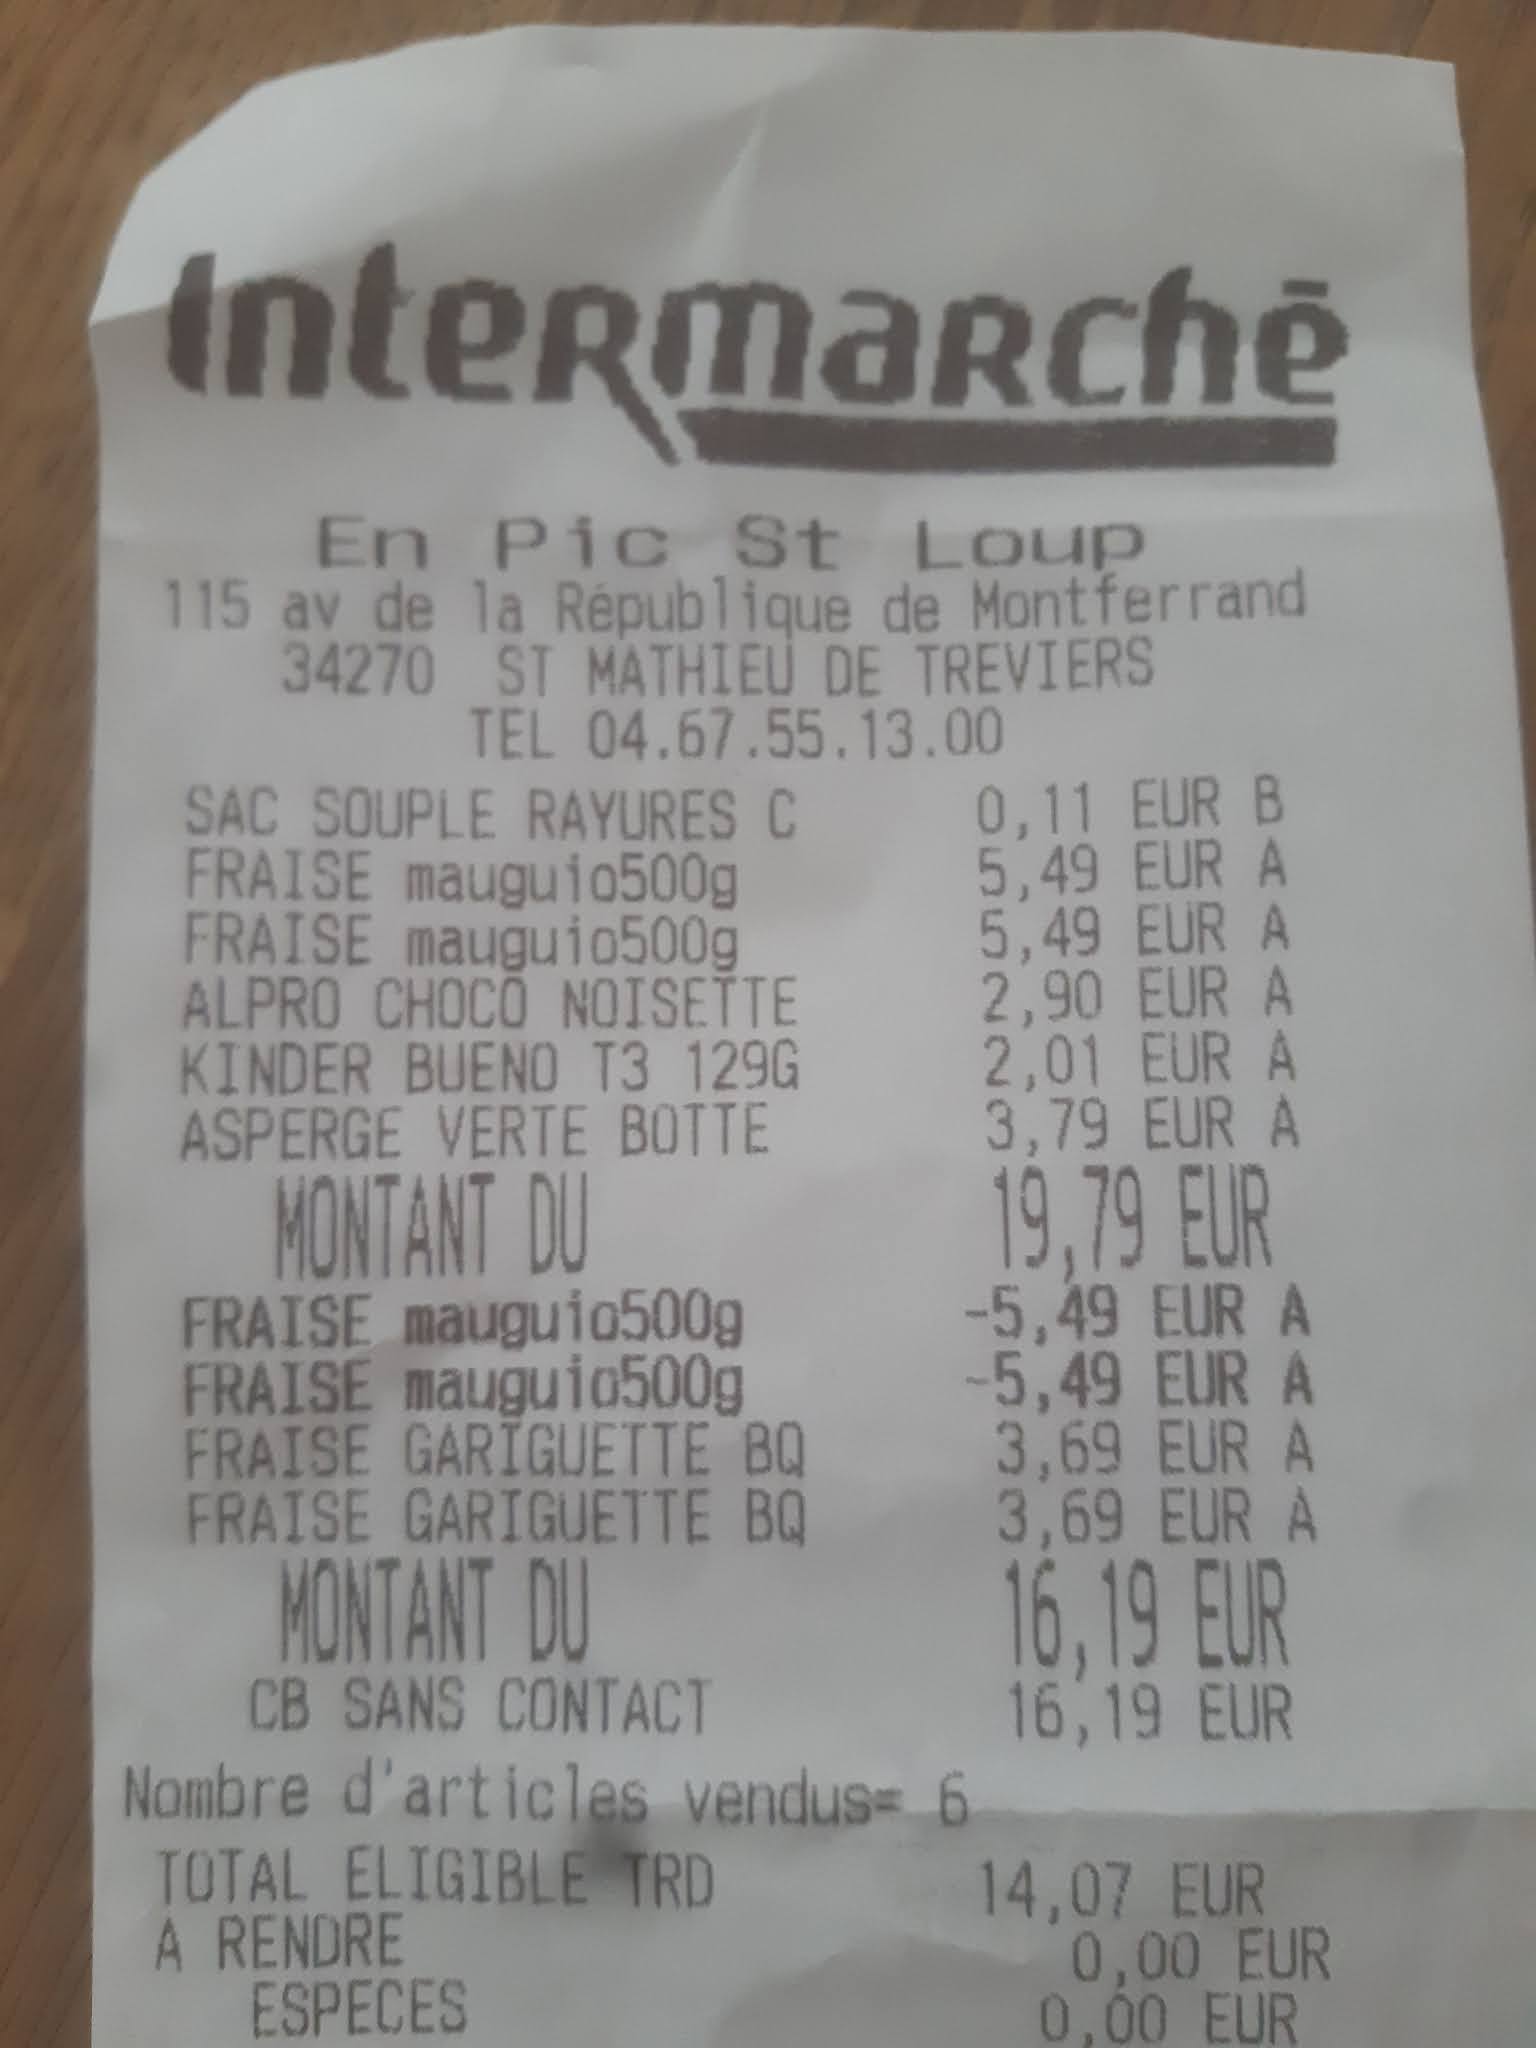 Intermarchē
En Pic St Loup
115 av de la République de Montferrand
34270 ST MATHIEU DE TREVIERS
TEL 04.67.55.13.00
SAC SOUPLE RAYURES C 0,11 EUR B
FRAISE mauguio500g 5,49 EUR A
FRAISE mauguio500g 5,49 EUR A
ALPRO CHOCO NOISETTE 2,90 EUR A
KINDER BUENO T3 129G 2,01 EUR A
ASPERGE VERTE BOTTE 3,79 EUR A
MONTANT DU 19,79 EUR
FRAISE mauguio500g -5,49 EUR A
FRAISE mauguio500g -5,49 EUR A
FRAISE GARIGUETTE BQ 3,69 EUR A
FRAISE GARIGUETTE BQ 3,69 EUR A
MONTANT DU 16,19 EUR
CB SANS CONTACT 16,19 EUR
Nombre d'articles vendus= 6
TOTAL ELIGIBLE TRD 14,07 EUR
A RENDRE 0,00 EUR
ESPECES 0,00 EUR